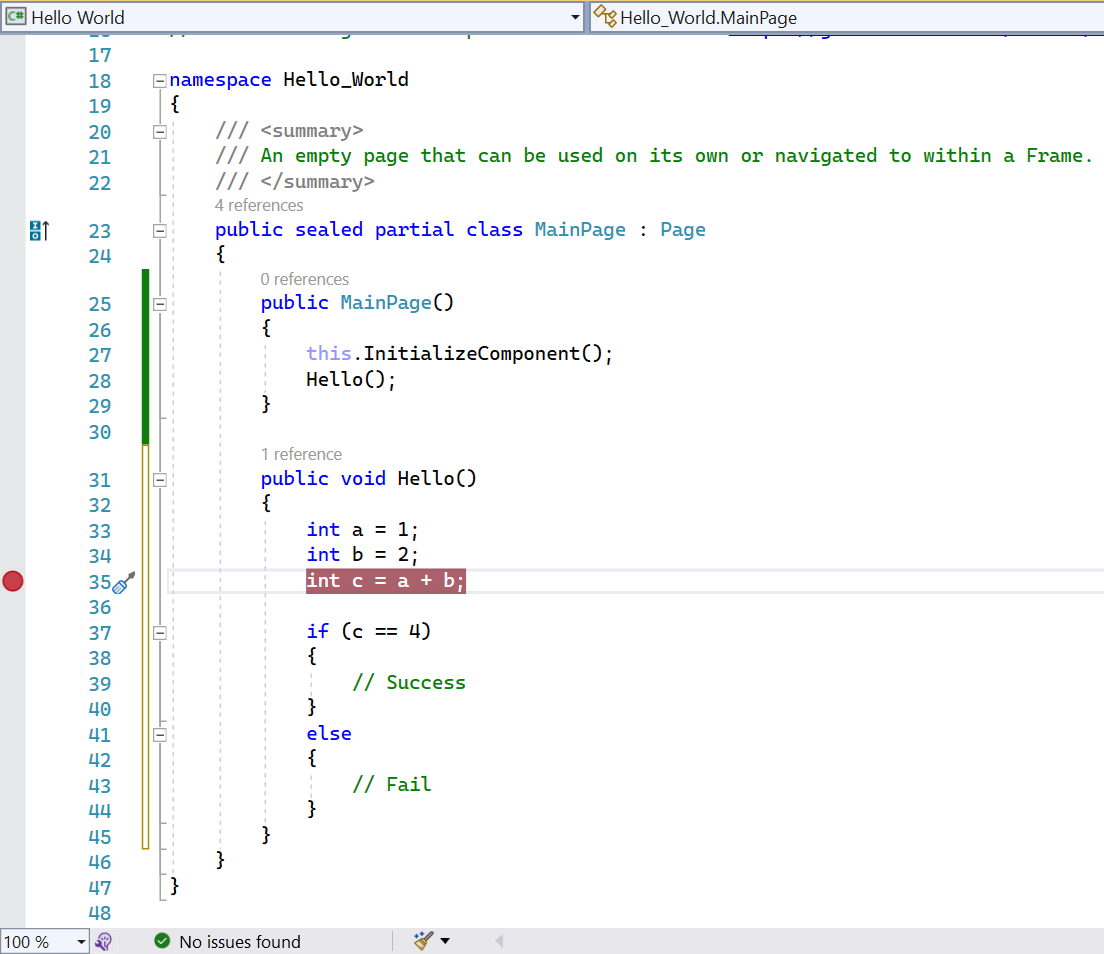 C# Hello World Hello_World.MainPage
17
18 namespace Hello_World
19 {
20 /// <summary>
21 /// An empty page that can be used on its own or navigated to within a Frame.
22 /// </summary>
4 references
23 public sealed partial class MainPage : Page
24 {
0 references
25 public MainPage()
26 {
27 this.InitializeComponent();
28 Hello();
29 }
30
1 reference
31 public void Hello()
32 {
33 int a = 1;
34 int b = 2;
35 int c = a + b;
36
37 if (c == 4)
38 {
39 // Success
40 }
41 else
42 {
43 // Fail
44 }
45 }
46 }
47 }
48
100 % No issues found